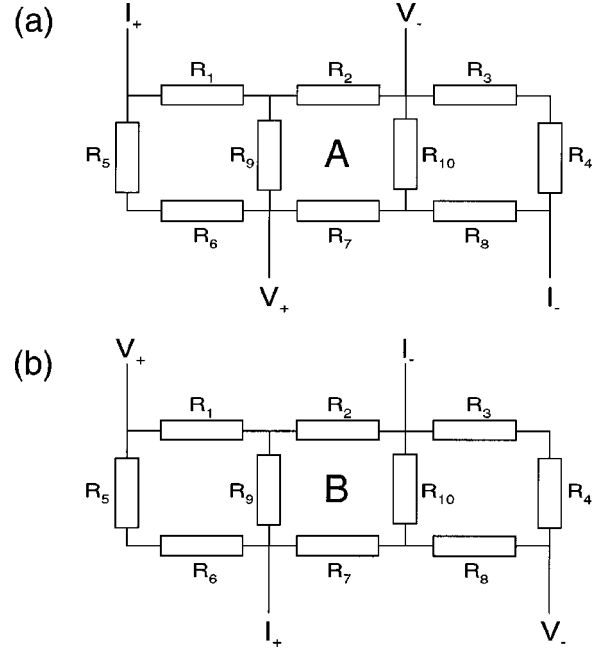 (a) I₊ V₋
R₁ R₂ R₃
R₅ R₉ A R₁₀ R₄
R₆ R₇ R₈
V₊ I₋
(b) V₊ I₋
R₁ R₂ R₃
R₅ R₉ B R₁₀ R₄
R₆ R₇ R₈
I₊ V₋